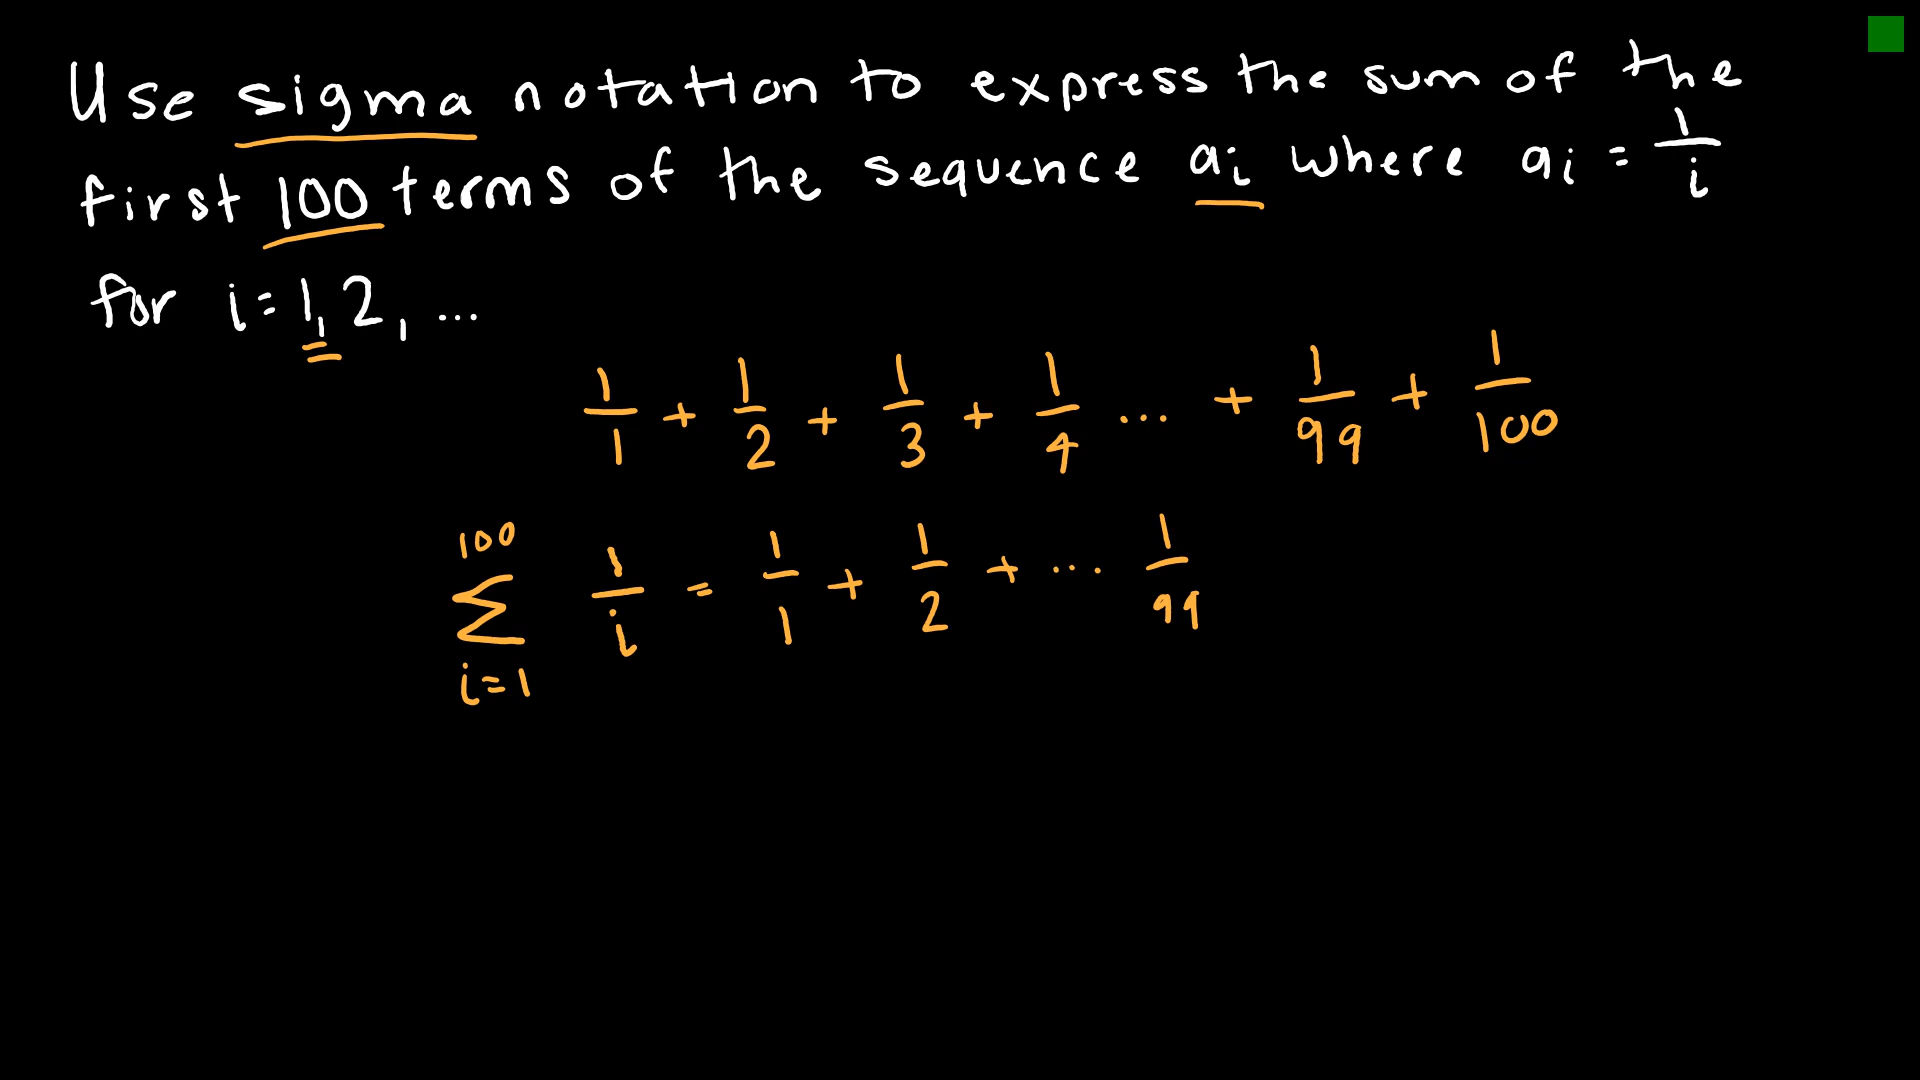 Use sigma notation to express the sum of the
first 100 terms of the sequence aᵢ where aᵢ = 1/i
for i = 1, 2, ...
1/1 + 1/2 + 1/3 + 1/4 ... + 1/99 + 1/100
∑_{i=1}^{100} 1/i = 1/1 + 1/2 + ... 1/99